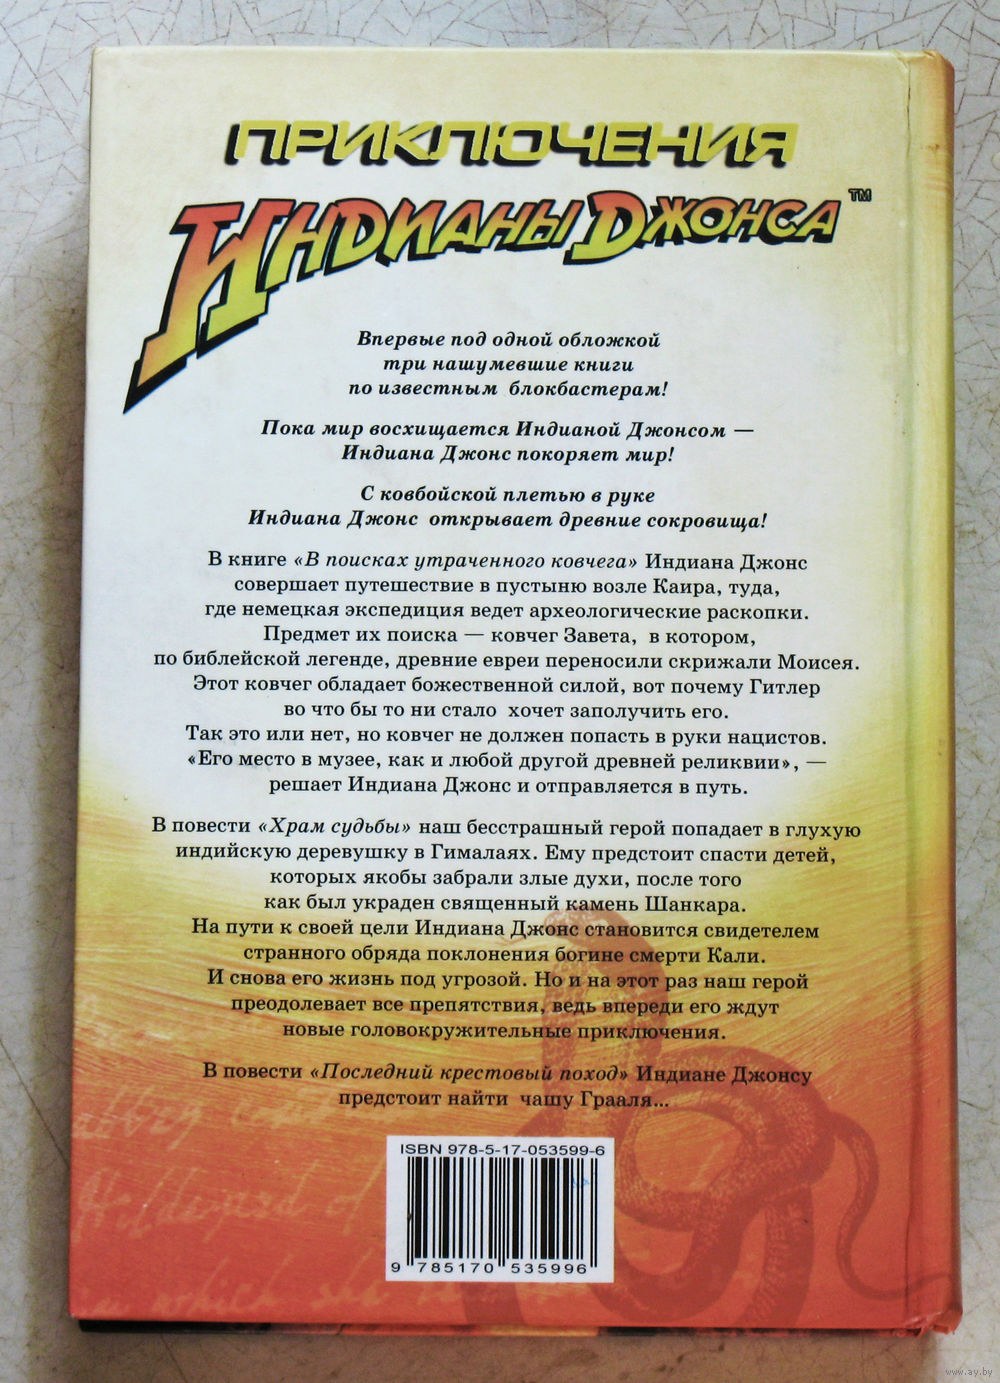 ПРИКЛЮЧЕНИЯ
ИНДИАНЫ ДЖОНСА™
Впервые под одной обложкой
три нашумевшие книги
по известным блокбастерам!
Пока мир восхищается Индианой Джонсом —
Индиана Джонс покоряет мир!
С ковбойской плетью в руке
Индиана Джонс открывает древние сокровища!
В книге «В поисках утраченного ковчега» Индиана Джонс
совершает путешествие в пустыню возле Каира, туда,
где немецкая экспедиция ведет археологические раскопки.
Предмет их поиска — ковчег Завета, в котором,
по библейской легенде, древние евреи переносили скрижали Моисея.
Этот ковчег обладает божественной силой, вот почему Гитлер
во что бы то ни стало хочет заполучить его.
Так это или нет, но ковчег не должен попасть в руки нацистов.
«Его место в музее, как и любой другой древней реликвии», —
решает Индиана Джонс и отправляется в путь.
В повести «Храм судьбы» наш бесстрашный герой попадает в глухую
индийскую деревушку в Гималаях. Ему предстоит спасти детей,
которых якобы забрали злые духи, после того
как был украден священный камень Шанкара.
На пути к своей цели Индиана Джонс становится свидетелем
странного обряда поклонения богине смерти Кали.
И снова его жизнь под угрозой. Но и на этот раз наш герой
преодолевает все препятствия, ведь впереди его ждут
новые головокружительные приключения.
В повести «Последний крестовый поход» Индиане Джонсу
предстоит найти чашу Грааля...
ISBN 978-5-17-053599-6
9 785170 535996
www.ay.by